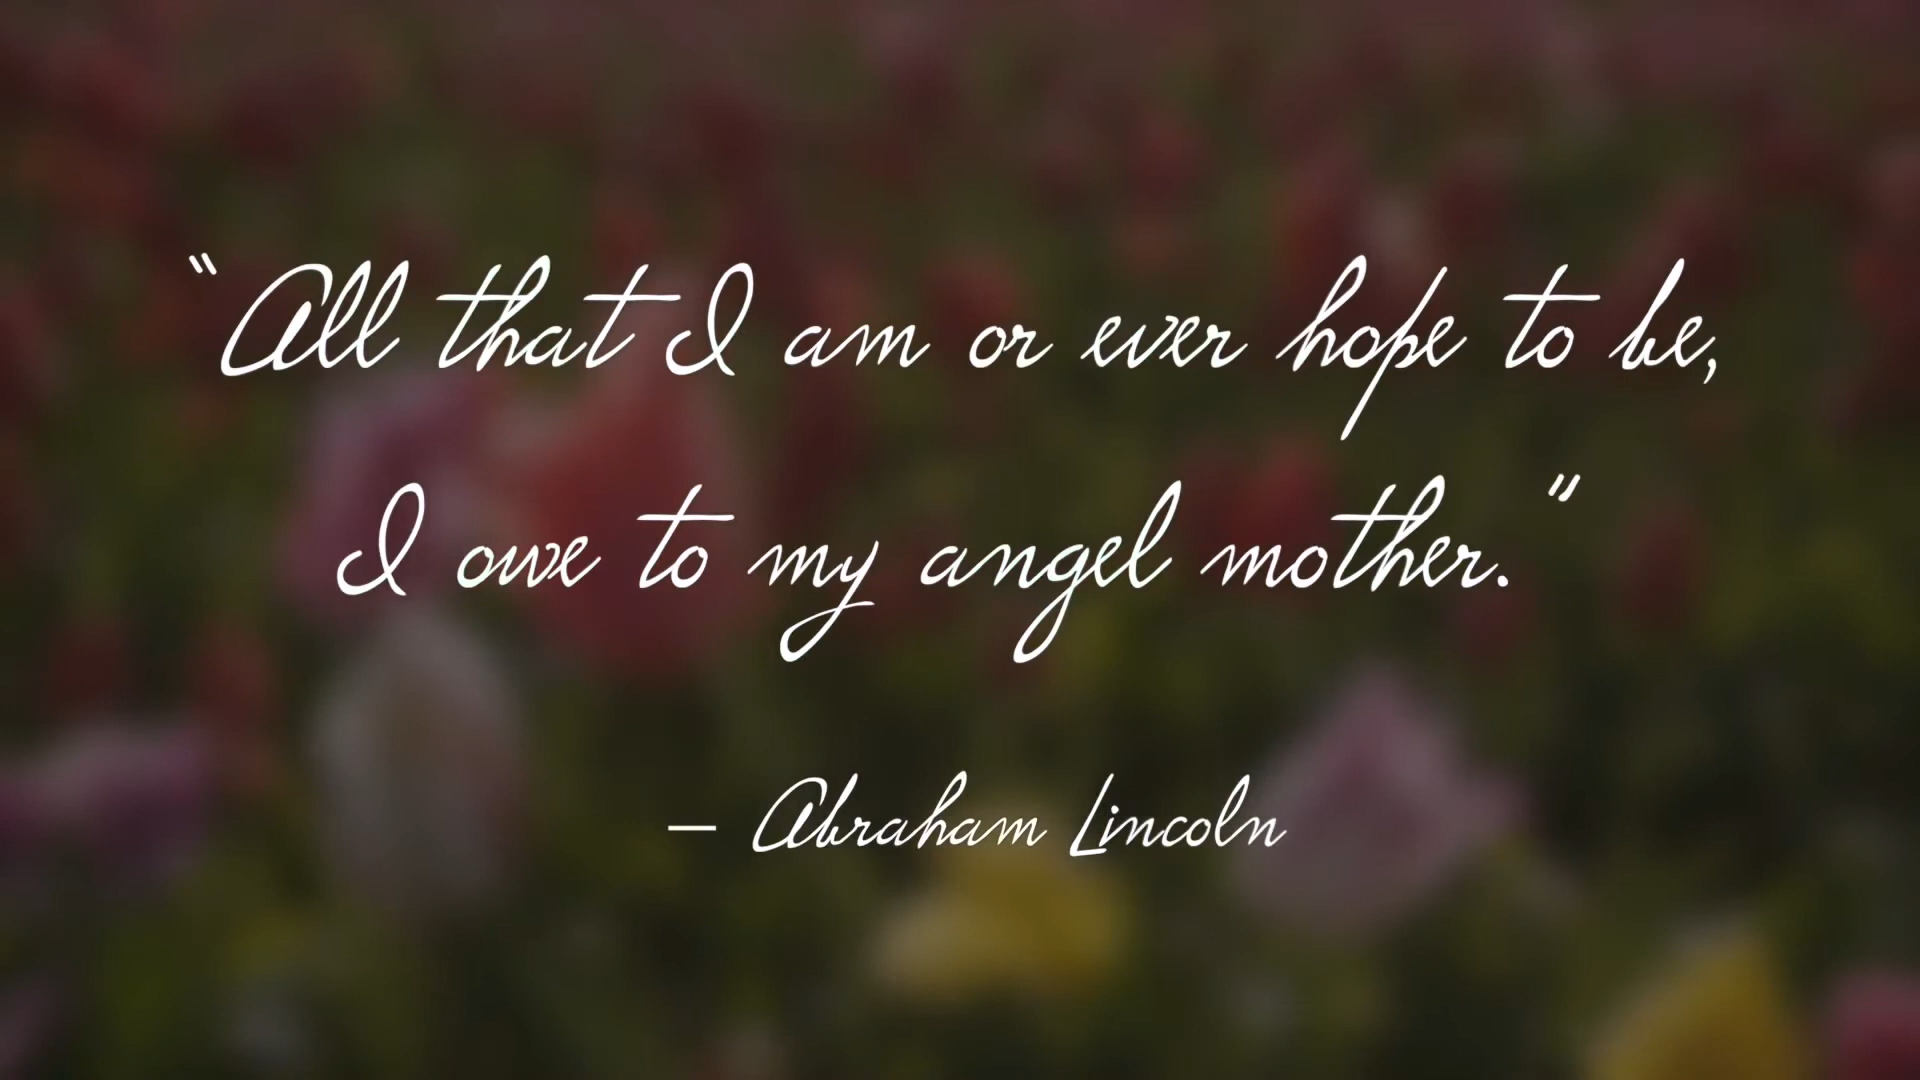 “All that I am or ever hope to be,
I owe to my angel mother.”
– Abraham Lincoln